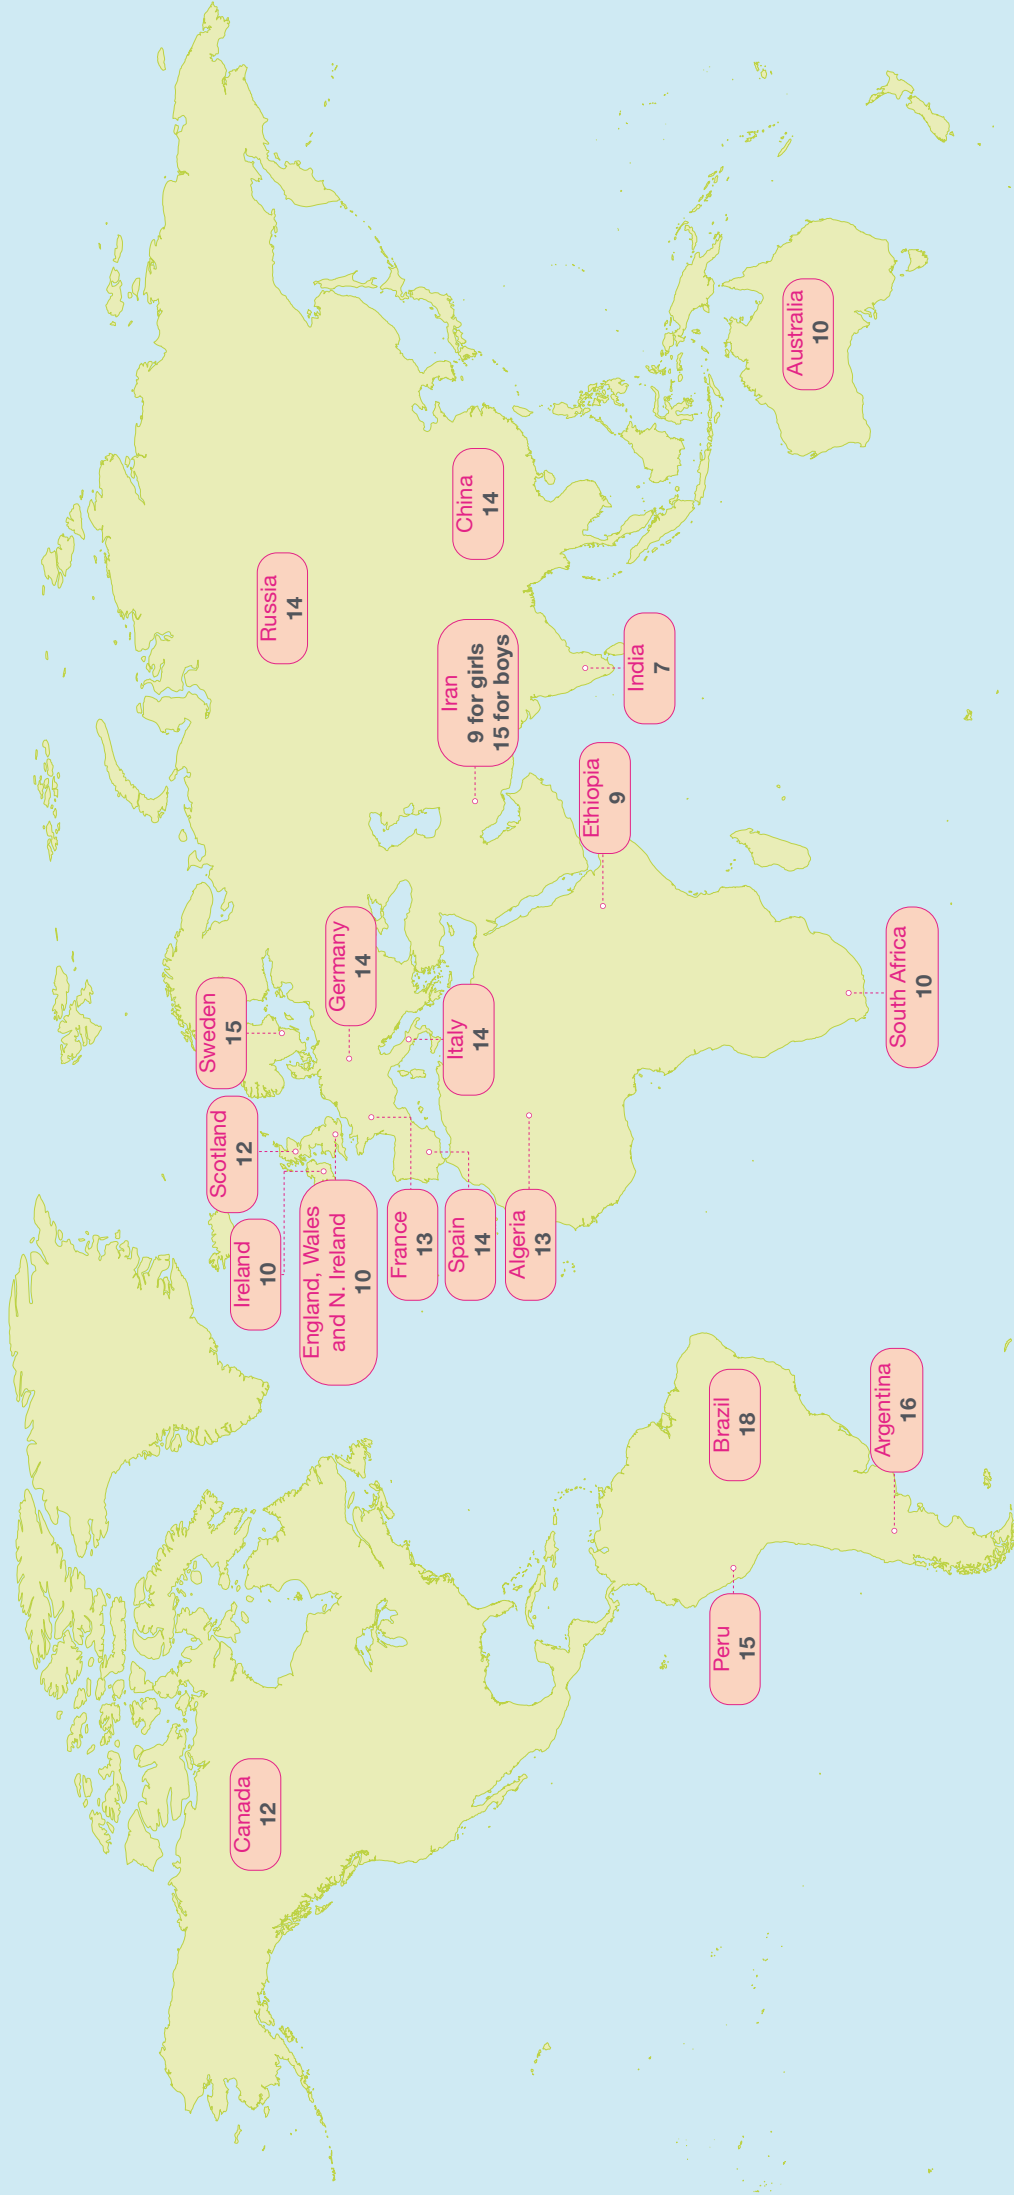 Canada
12
Peru
15
Brazil
18
Argentina
16
Ireland
10
Scotland
12
Sweden
15
England, Wales
and N. Ireland
10
France
13
Spain
14
Algeria
13
Germany
14
Italy
14
Russia
14
China
14
Iran
9 for girls
15 for boys
Ethiopia
9
India
7
South Africa
10
Australia
10